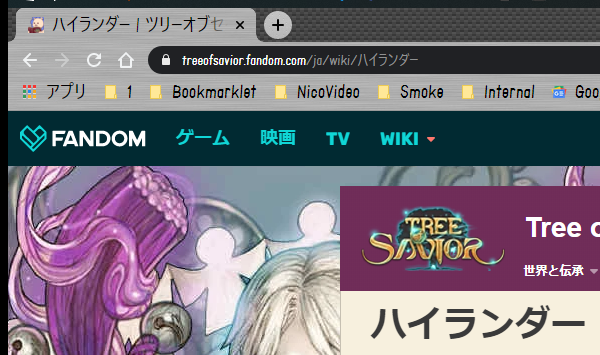 ハイランダー | ツリーオブセ
treeofsavior.fandom.com/ja/wiki/ハイランダー
アプリ 1 Bookmarklet NicoVideo Smoke Internal Goo
FANDOM ゲーム 映画 TV WIKI
TREE OF SAVIOR
Tree o
世界と伝承
ハイランダー